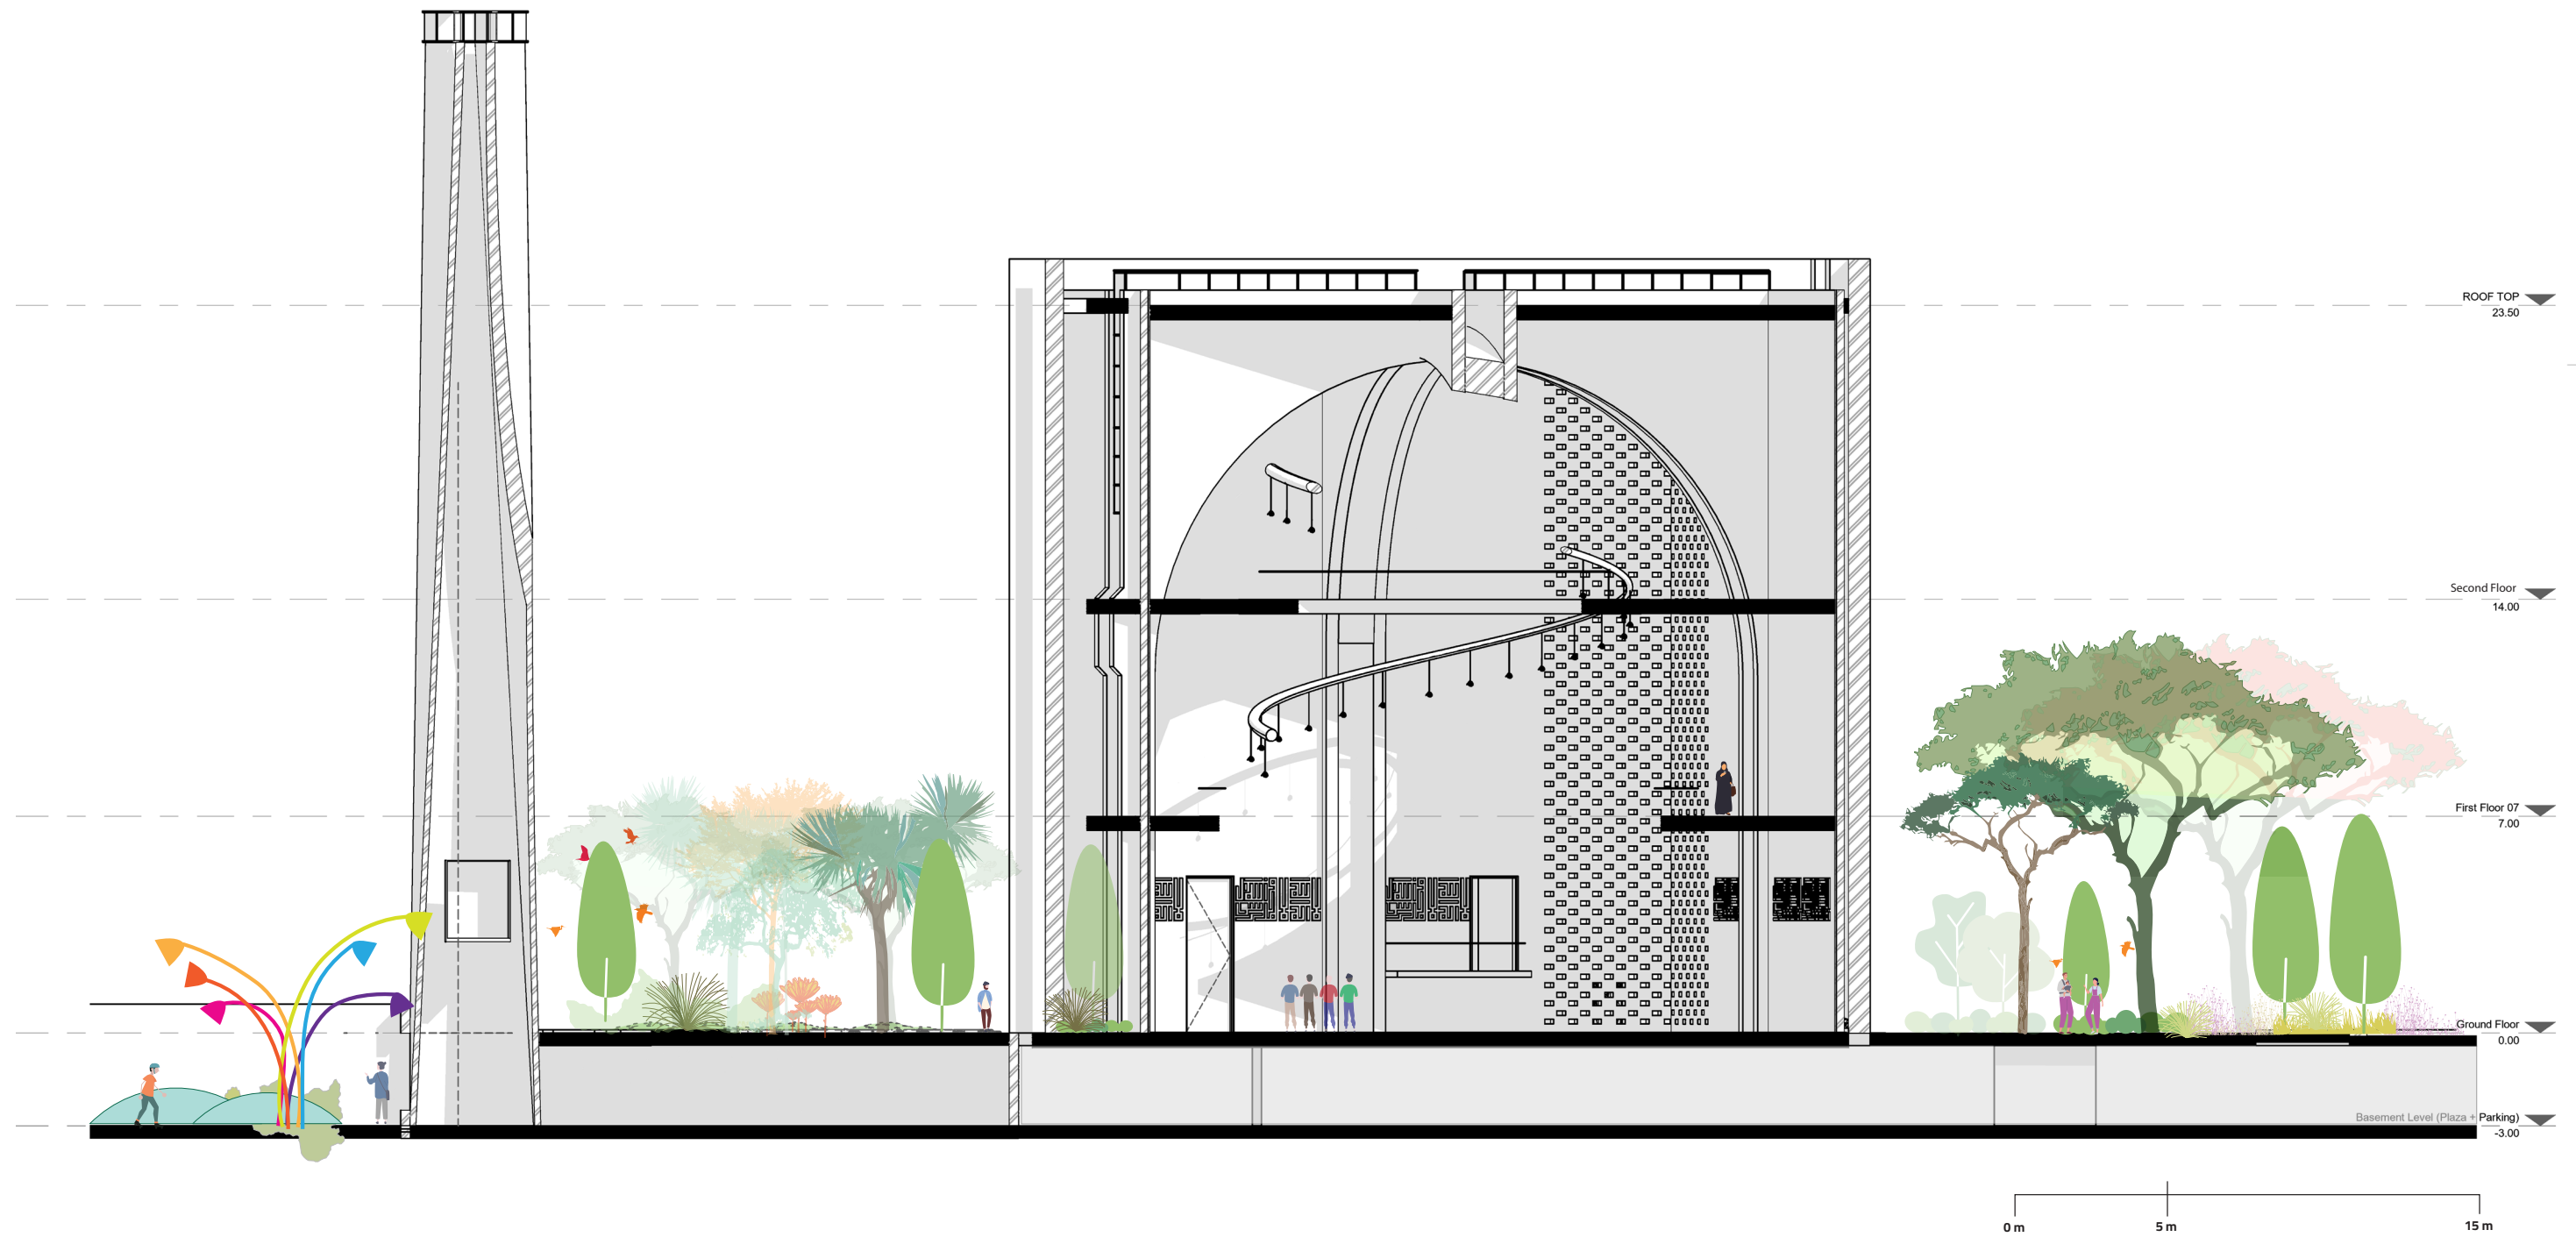 ROOF TOP
23.50
Second Floor
14.00
First Floor 07
7.00
Ground Floor
0.00
Basement Level (Plaza + Parking)
-3.00
0 m
5 m
15 m